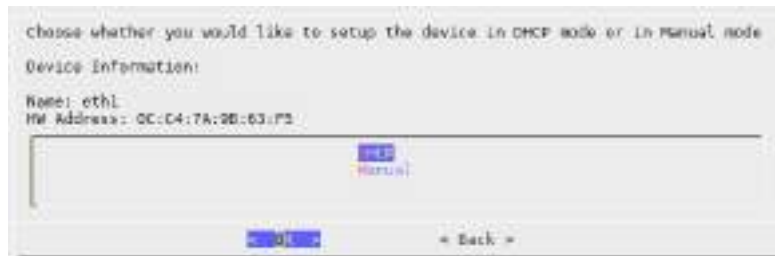 Choose whether you would like to setup the device in DHCP mode or in Manual mode
Device Information:
Name: eth1
HW Address: 0C:C4:7A:9B:63:F5
DHCP
Manual
< OK > < Back >